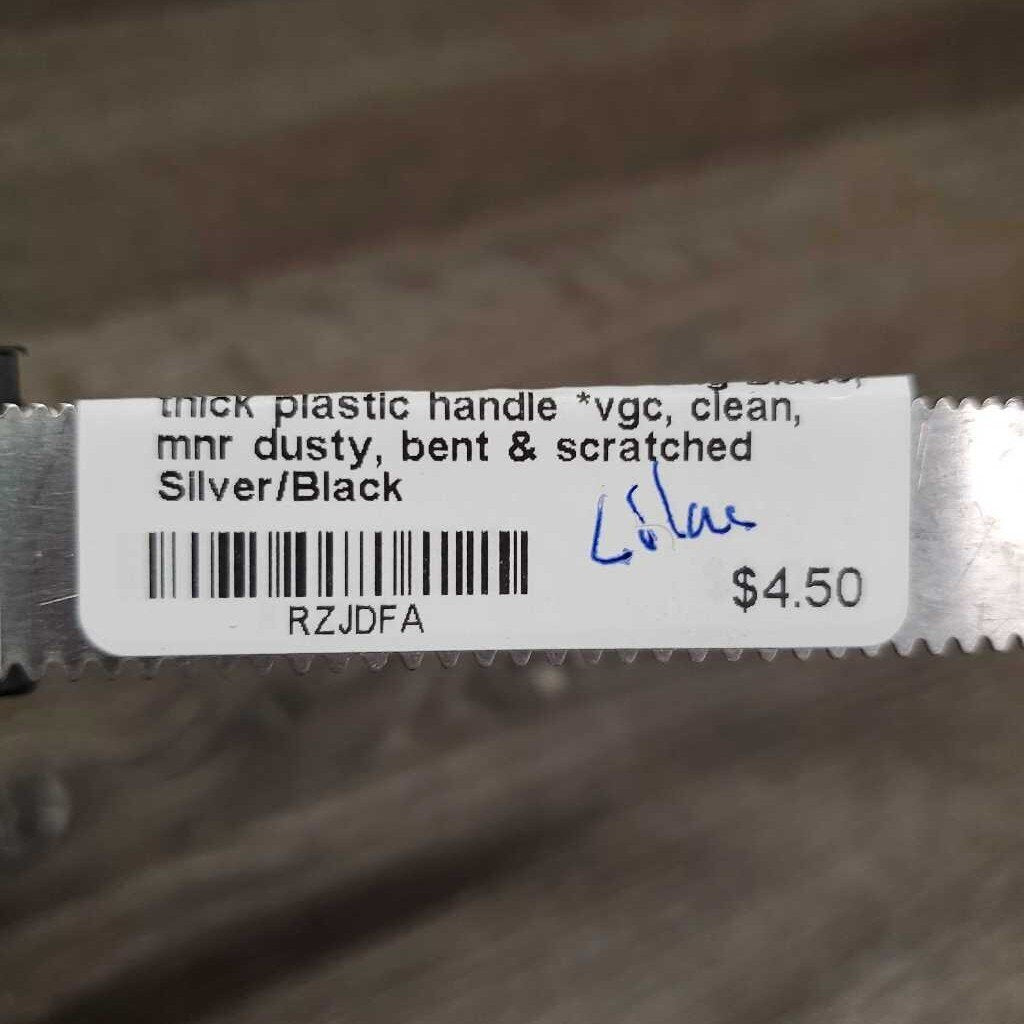 thick plastic handle *vgc, clean,
mnr dusty, bent & scratched
Silver/Black
Lilac
RZJDFA
$4.50